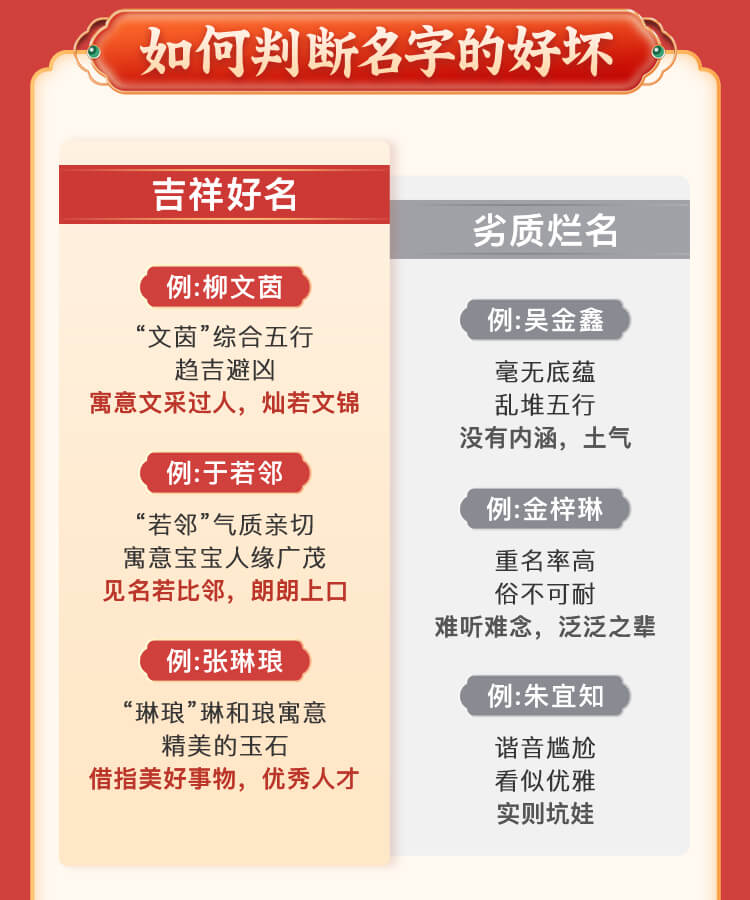 如何判断名字的好坏
吉祥好名
例:柳文茵
“文茵”综合五行
趋吉避凶
寓意文采过人，灿若文锦
例:于若邻
“若邻”气质亲切
寓意宝宝人缘广茂
见名若比邻，朗朗上口
例:张琳琅
“琳琅”琳和琅寓意
精美的玉石
借指美好事物，优秀人才
劣质烂名
例:吴金鑫
毫无底蕴
乱堆五行
没有内涵，土气
例:金梓琳
重名率高
俗不可耐
难听难念，泛泛之辈
例:朱宜知
谐音尴尬
看似优雅
实则坑娃